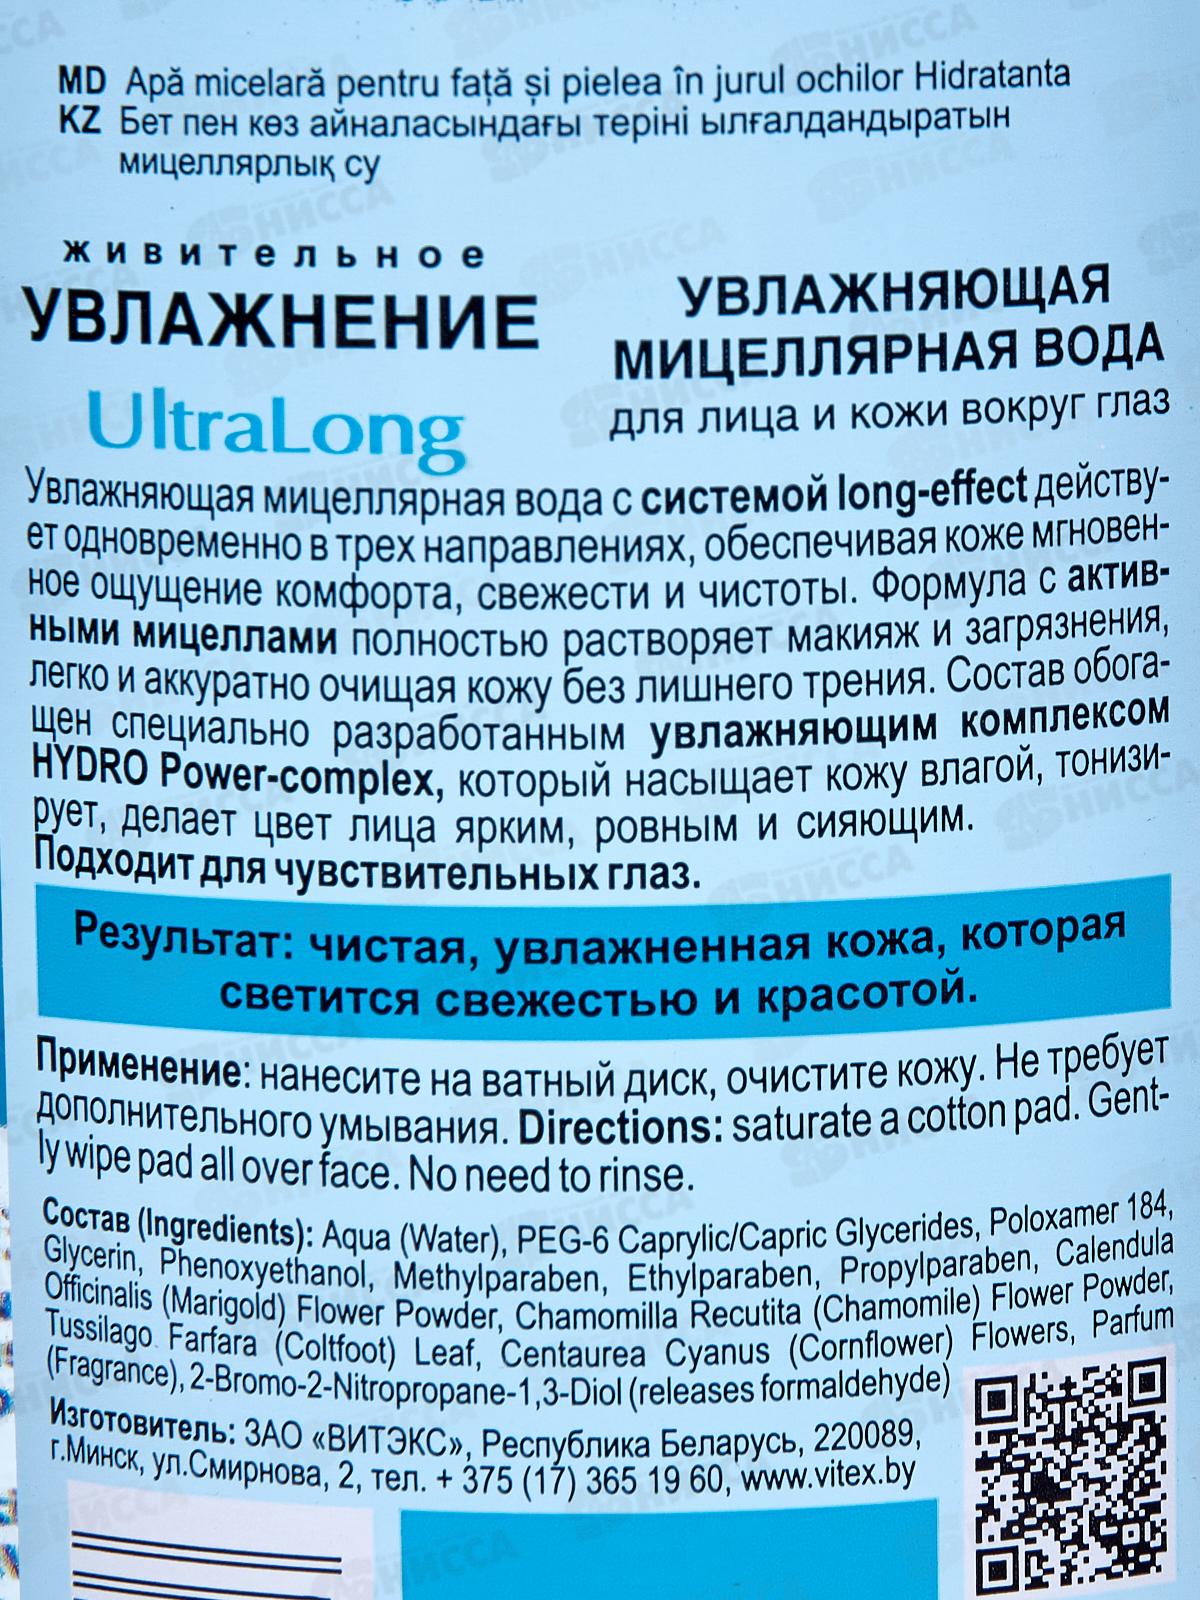 MD Apă micelară pentru față și pielea în jurul ochilor Hidratanta
KZ Бет пен көз айналасындағы теріні ылғалдандыратын
мицеллярлық су
живительное
УВЛАЖНЕНИЕ
UltraLong
УВЛАЖНЯЮЩАЯ
МИЦЕЛЛЯРНАЯ ВОДА
для лица и кожи вокруг глаз
Увлажняющая мицеллярная вода с системой long-effect действу-
ет одновременно в трех направлениях, обеспечивая коже мгновен-
ное ощущение комфорта, свежести и чистоты. Формула с актив-
ными мицеллами полностью растворяет макияж и загрязнения,
легко и аккуратно очищая кожу без лишнего трения. Состав обога-
щен специально разработанным увлажняющим комплексом
HYDRO Power-complex, который насыщает кожу влагой, тонизи-
рует, делает цвет лица ярким, ровным и сияющим.
Подходит для чувствительных глаз.
Результат: чистая, увлажненная кожа, которая
светится свежестью и красотой.
Применение: нанесите на ватный диск, очистите кожу. Не требует
дополнительного умывания. Directions: saturate a cotton pad. Gent-
ly wipe pad all over face. No need to rinse.
Состав (Ingredients): Aqua (Water), PEG-6 Caprylic/Capric Glycerides, Poloxamer 184,
Glycerin, Phenoxyethanol, Methylparaben, Ethylparaben, Propylparaben, Calendula
Officinalis (Marigold) Flower Powder, Chamomilla Recutita (Chamomile) Flower Powder,
Tussilago Farfara (Coltfoot) Leaf, Centaurea Cyanus (Cornflower) Flowers, Parfum
(Fragrance), 2-Bromo-2-Nitropropane-1,3-Diol (releases formaldehyde)
Изготовитель: ЗАО «ВИТЭКС», Республика Беларусь, 220089,
г.Минск, ул.Смирнова, 2, тел. + 375 (17) 365 19 60, www.vitex.by